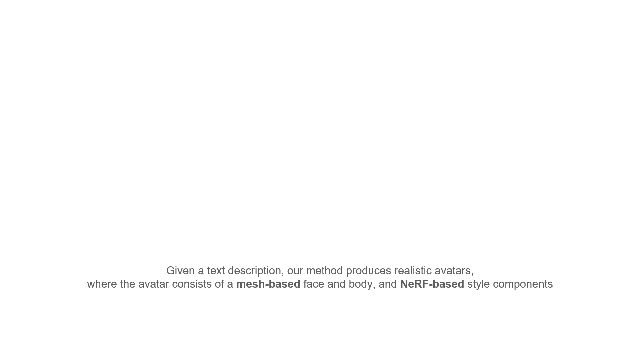 Given a text description, our method produces realistic avatars,
where the avatar consists of a mesh-based face and body, and NeRF-based style components